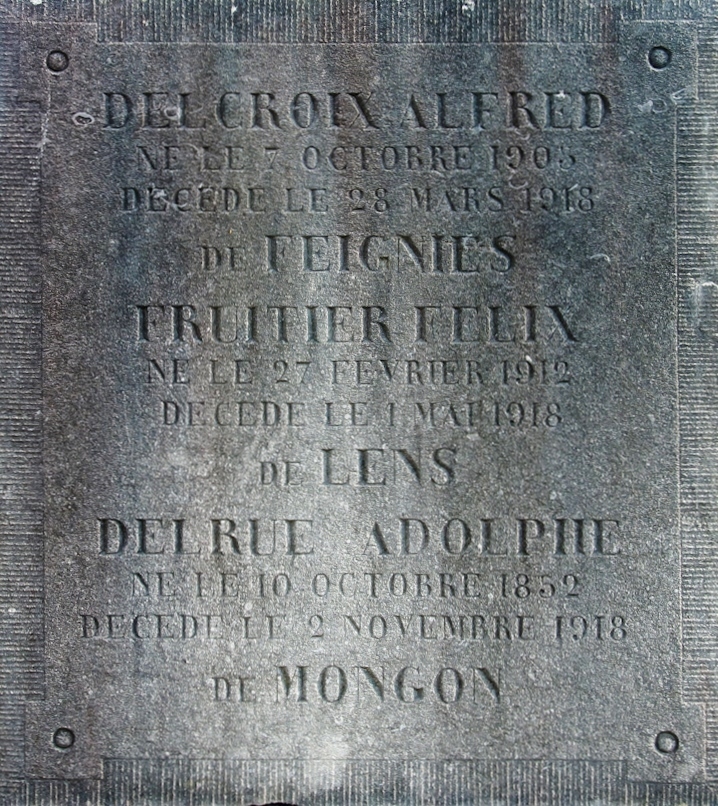 DELCROIX ALFRED
NE LE 7 OCTOBRE 1905
DECEDE LE 28 MARS 1918
DE FEIGNIES
FRUITIER FELIX
NE LE 27 FEVRIER 1912
DECEDE LE 1 MAI 1918
DE LENS
DELRUE ADOLPHE
NE LE 10 OCTOBRE 1852
DECEDE LE 2 NOVEMBRE 1918
DE MONGON